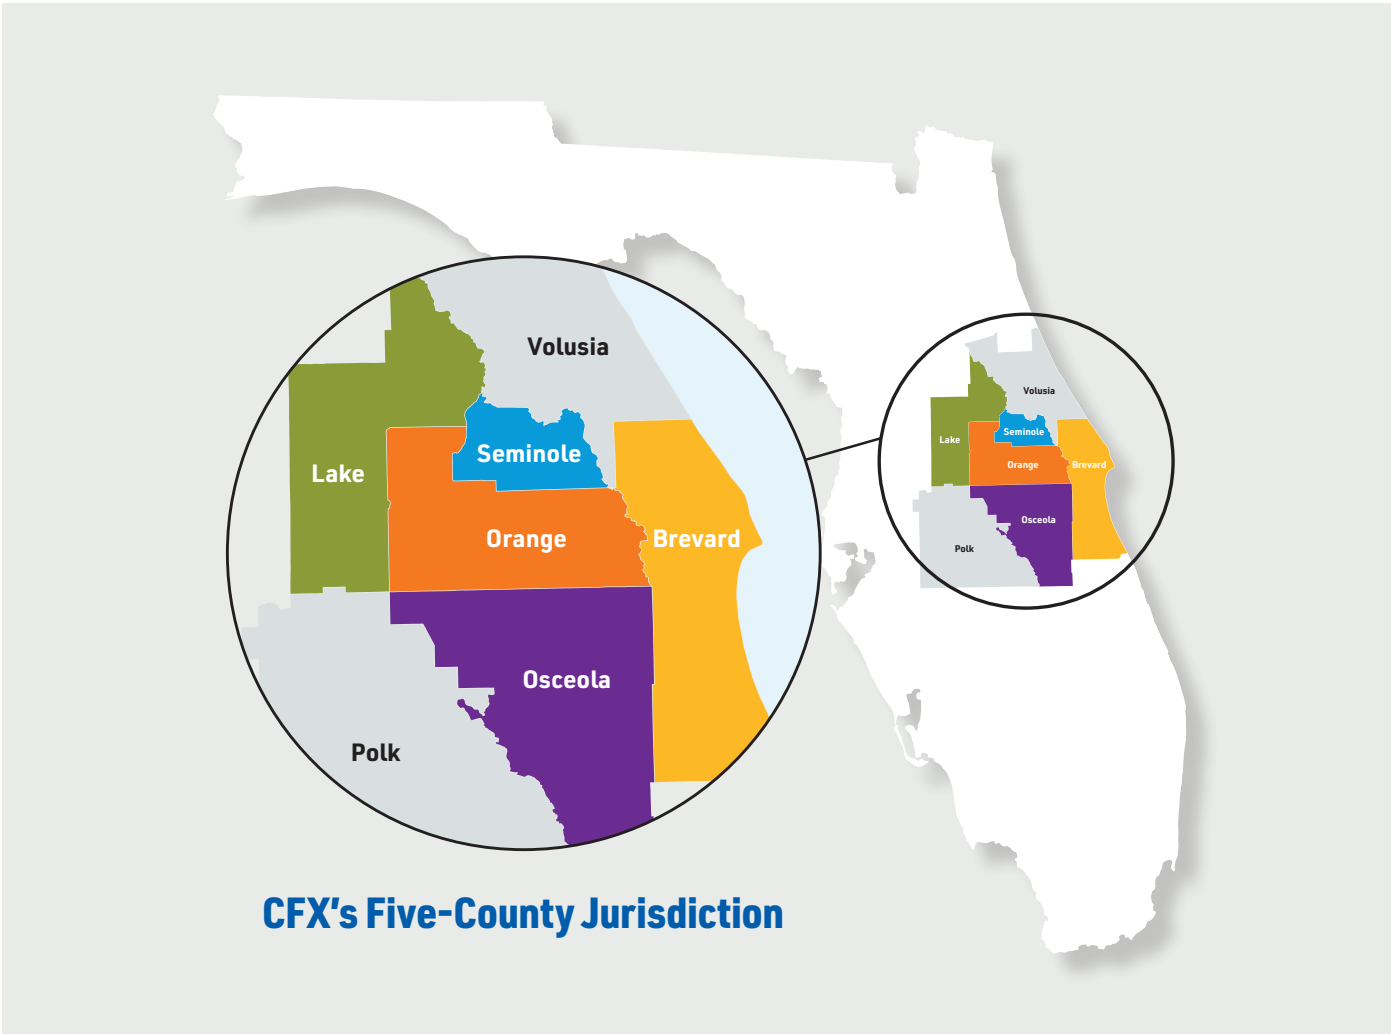 Volusia
Seminole
Lake
Orange
Brevard
Osceola
Polk
Volusia
Seminole
Lake
Orange
Brevard
Osceola
Polk
CFX's Five-County Jurisdiction